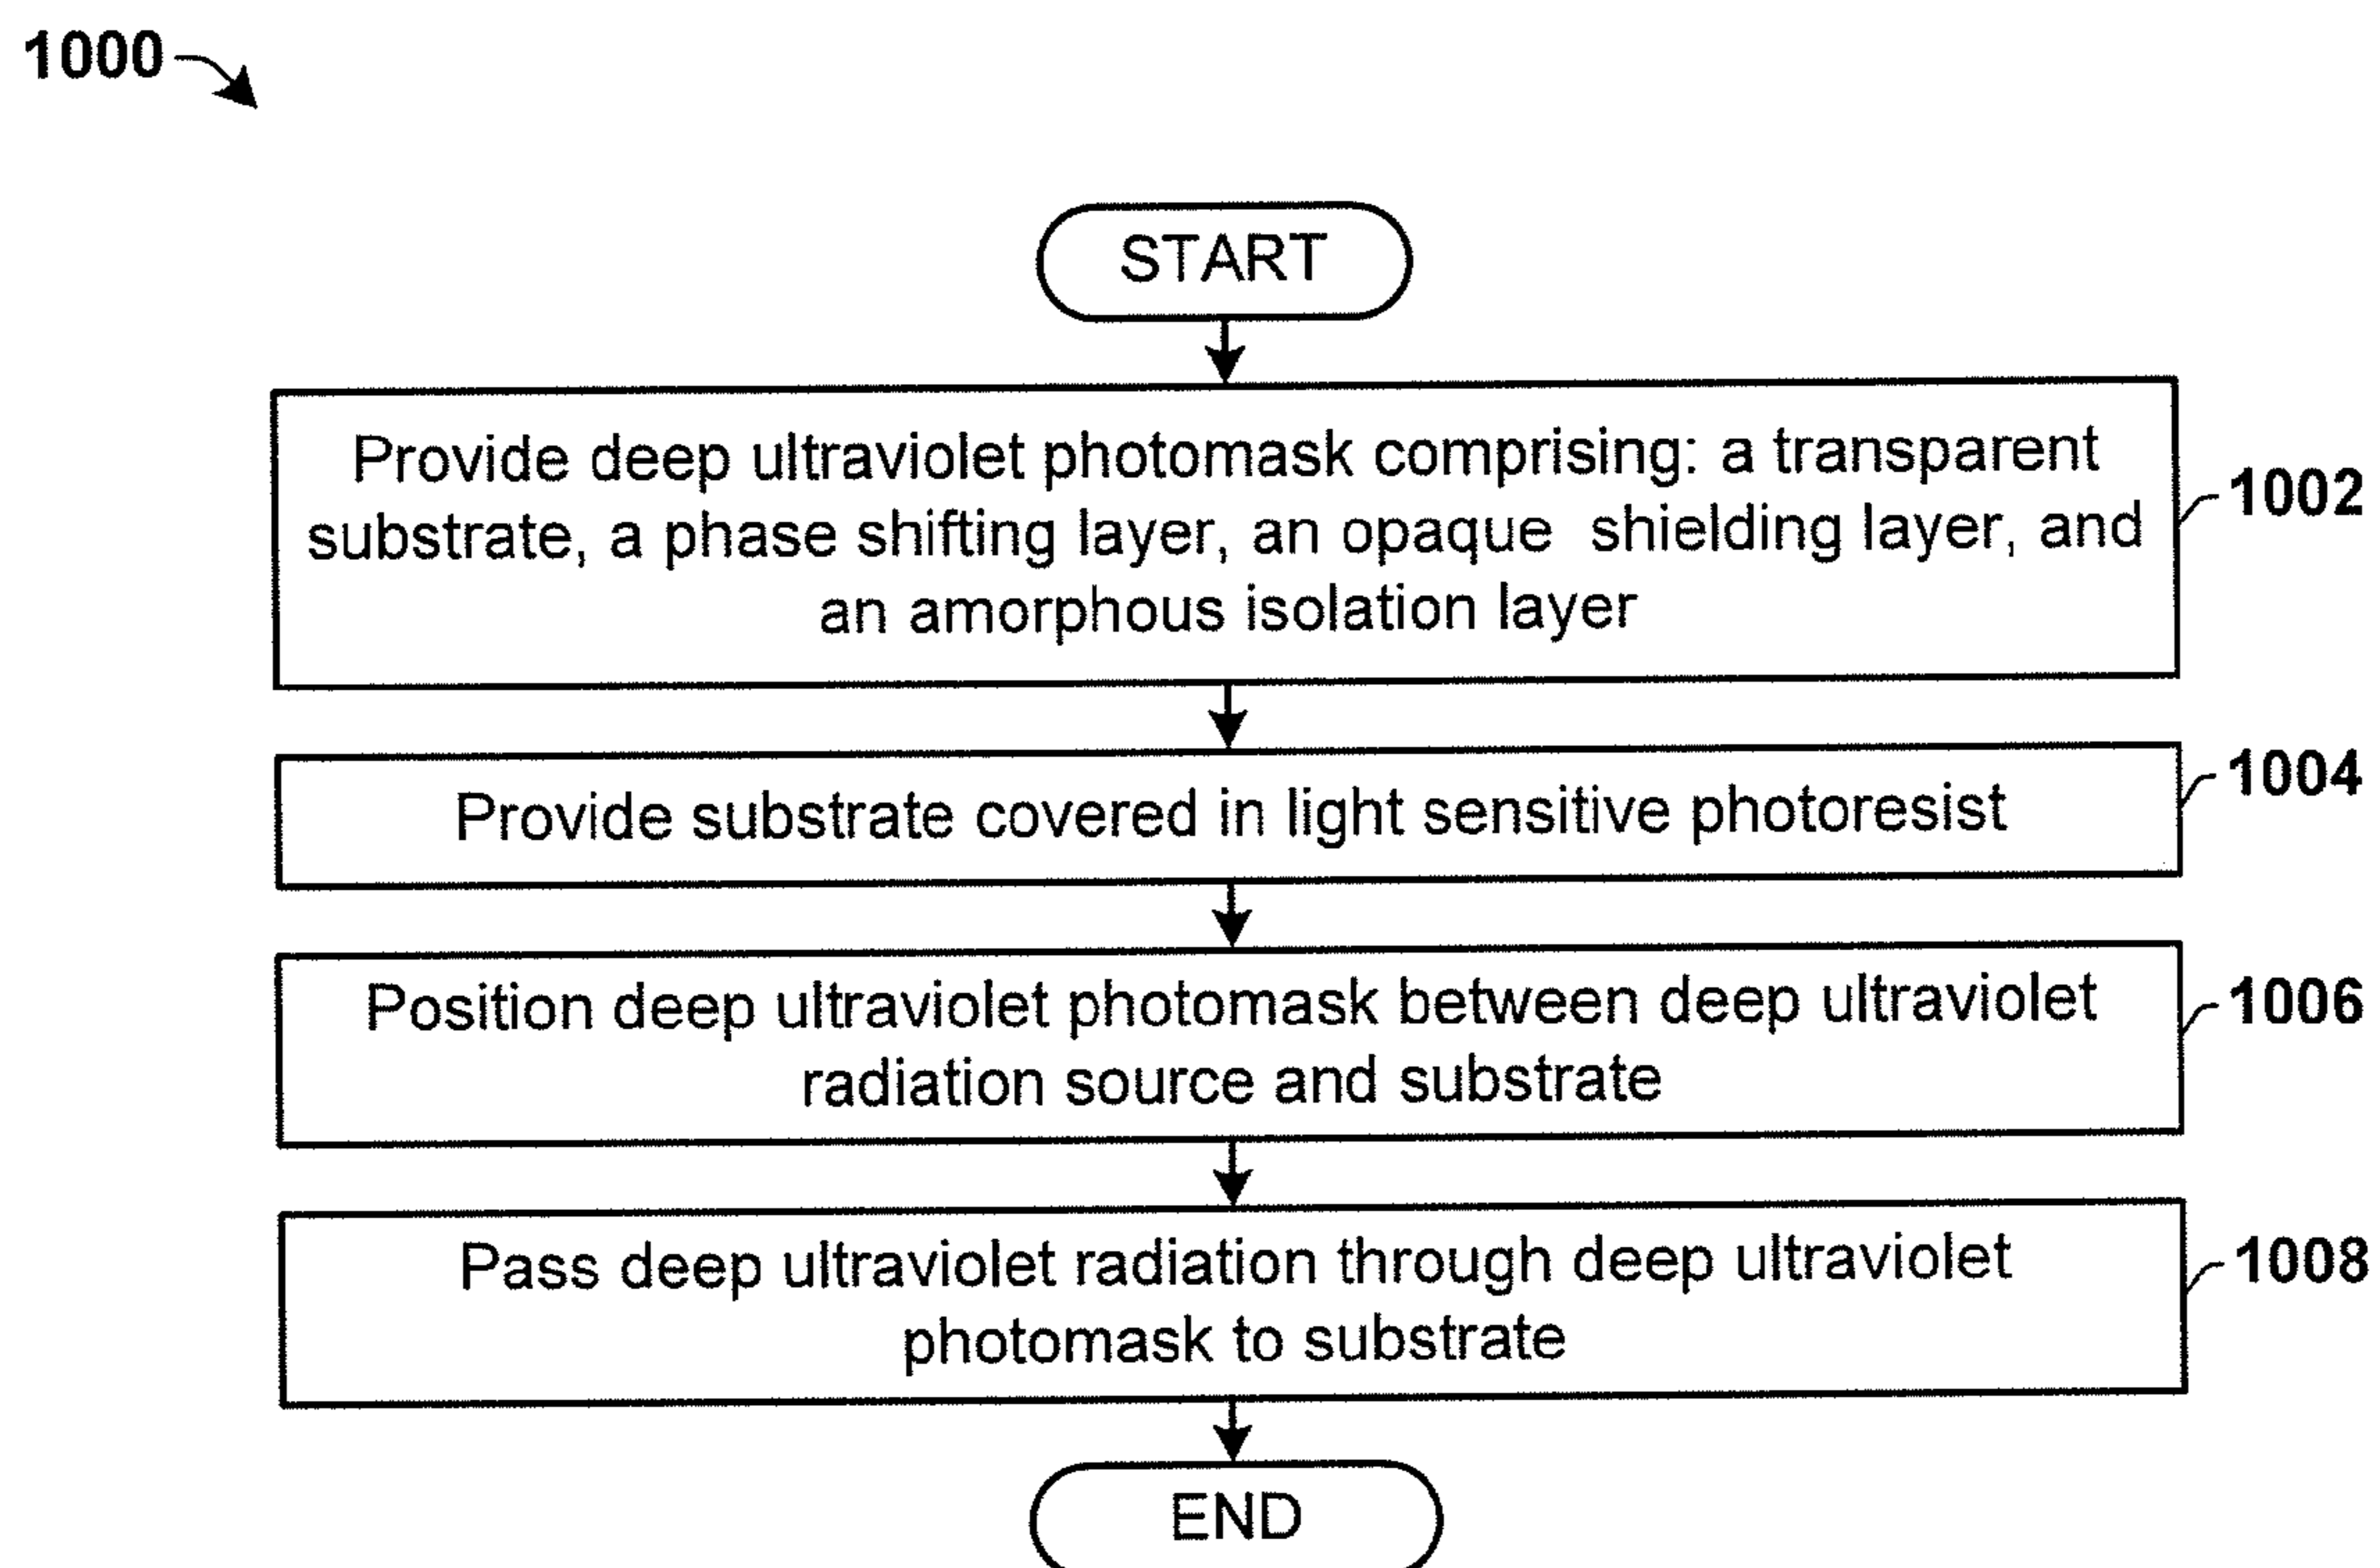 1000
START
Provide deep ultraviolet photomask comprising: a transparent
substrate, a phase shifting layer, an opaque shielding layer, and
an amorphous isolation layer
1002
Provide substrate covered in light sensitive photoresist
1004
Position deep ultraviolet photomask between deep ultraviolet
radiation source and substrate
1006
Pass deep ultraviolet radiation through deep ultraviolet
photomask to substrate
1008
END